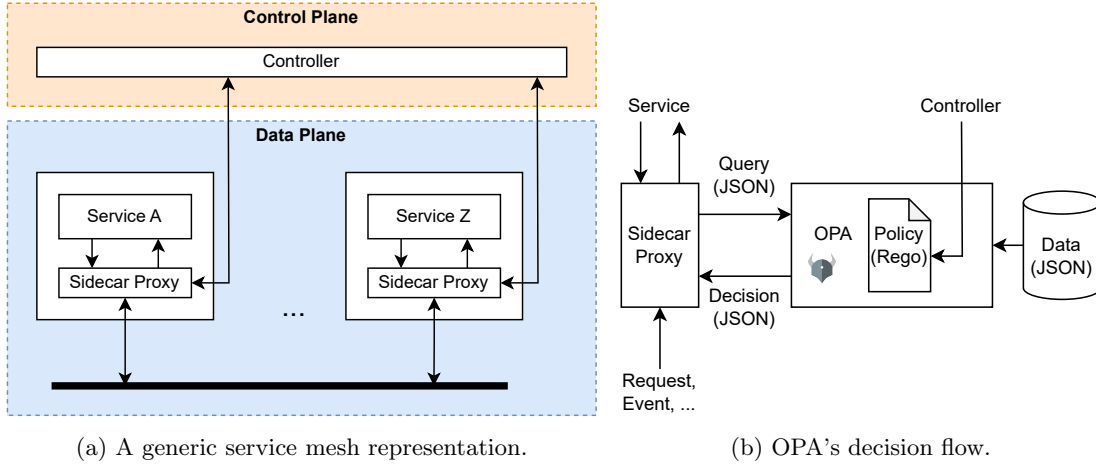 Control Plane
Controller
Data Plane
Service A
Sidecar Proxy
...
Service Z
Sidecar Proxy
(a) A generic service mesh representation.
Service
Controller
Query
(JSON)
Sidecar
Proxy
OPA
Policy
(Rego)
Data
(JSON)
Decision
(JSON)
Request,
Event, ...
(b) OPA's decision flow.